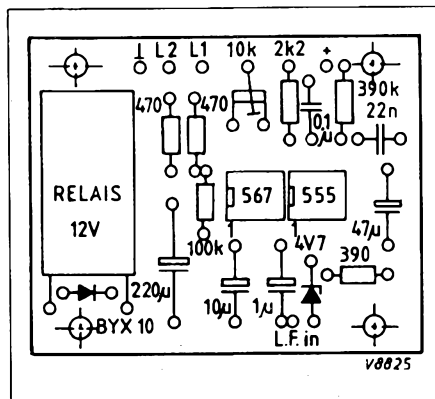 ⊥ L2 L1 10k 2k2 +
470 470 0,1µ 390k
22n
RELAIS
12V
567 555
47µ
100k 1 1 4V7 390
220µ 10µ 1µ
BYX 10 L.F. in
V8825